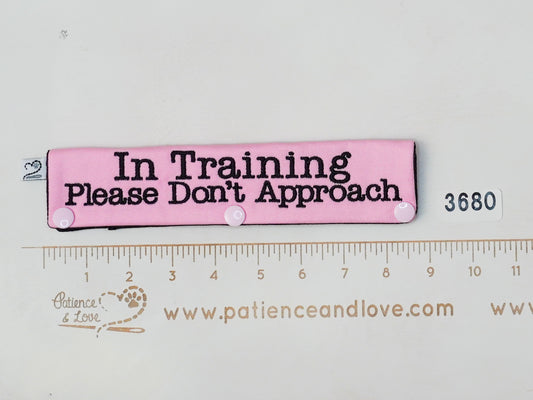 In Training
Please Don't Approach
3680
1 2 3 4 5 6 7 8 9 10 11
Patience
& Love
www.patienceandlove.com
ww